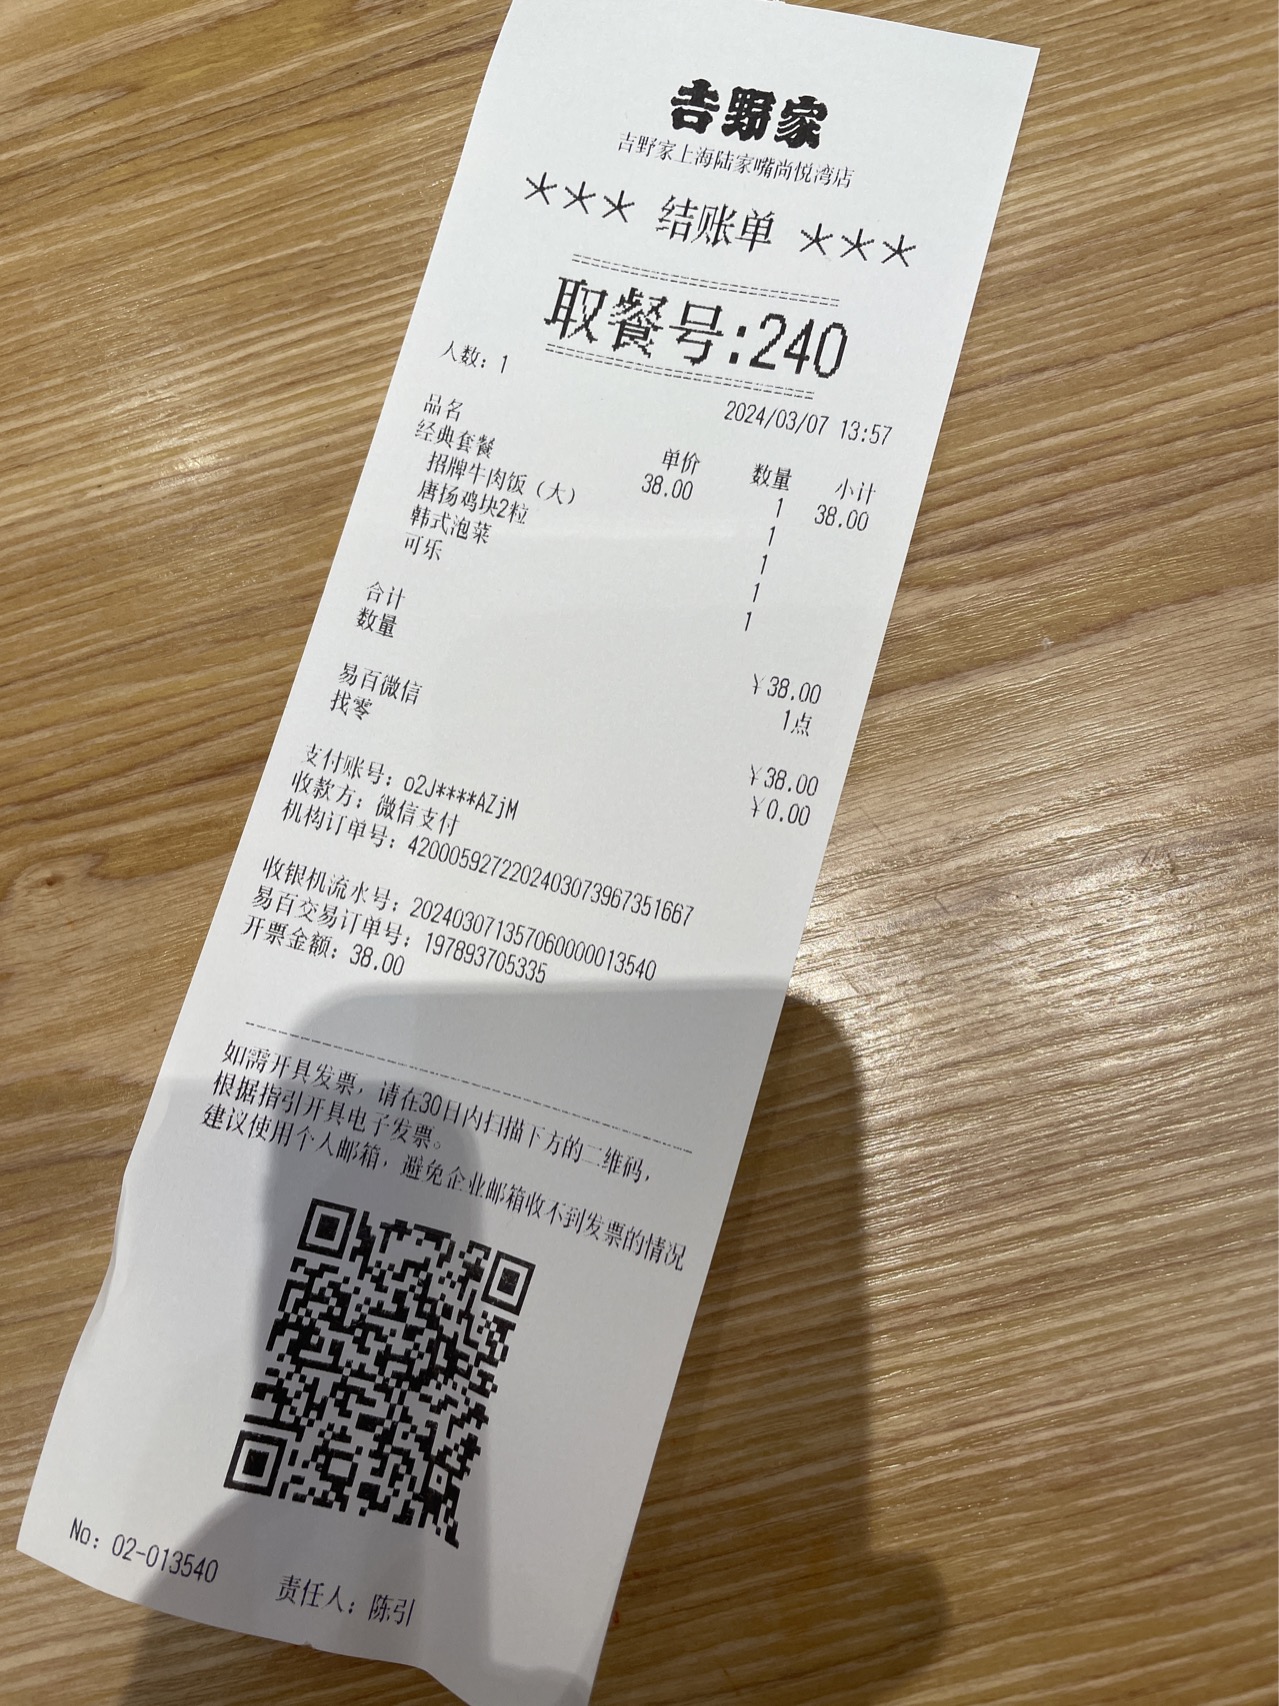 吉野家
吉野家上海陆家嘴尚悦湾店
*** 结账单 ***
取餐号:240
人数: 1
2024/03/07 13:57
品名 单价 数量 小计
经典套餐 38.00 1 38.00
招牌牛肉饭（大） 1
唐扬鸡块2粒 1
韩式泡菜 1
可乐 1
合计 ¥38.00
数量 1点
易百微信 ¥38.00
找零 ¥0.00
支付账号: o2J****AZjM
收款方: 微信支付
机构订单号: 4200059272202403073967351667
收银机流水号: 2024030713570600000013540
易百交易订单号: 197893705335
开票金额: 38.00
如需开具发票, 请在30日内扫描下方的二维码,
根据指引开具电子发票。
建议使用个人邮箱, 避免企业邮箱收不到发票的情况
No: 02-013540
责任人: 陈引